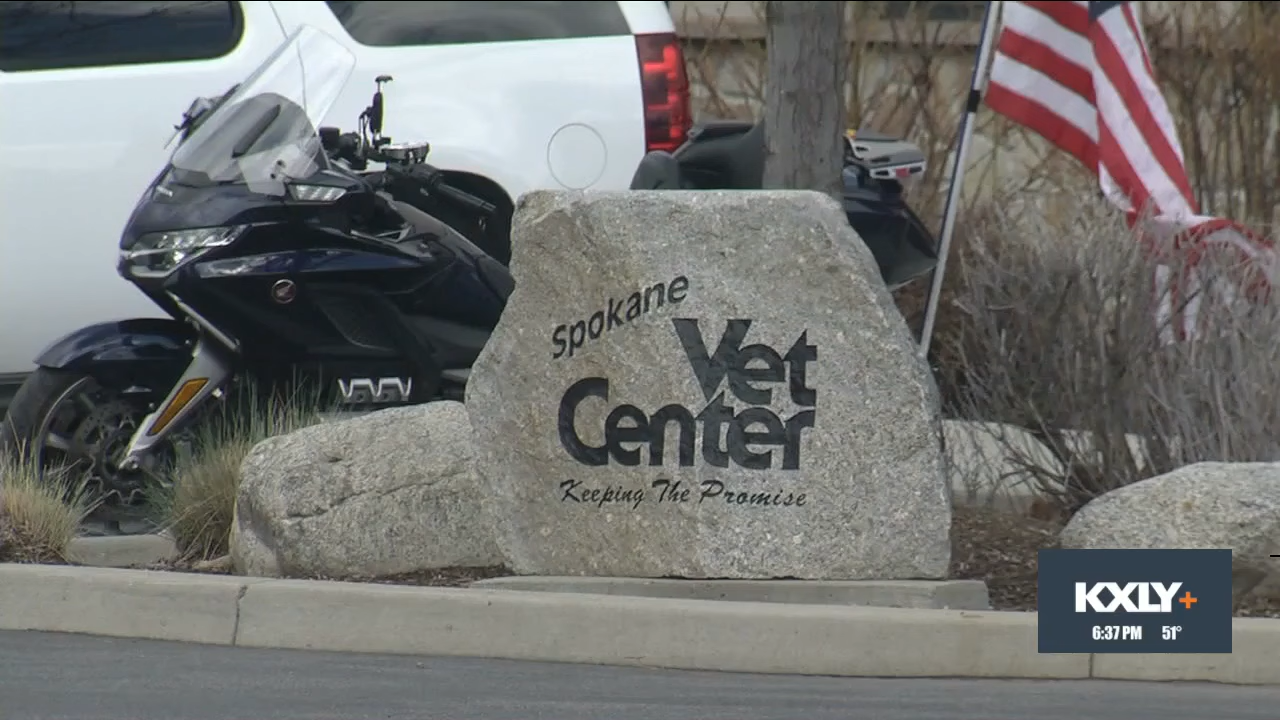 Spokane
Vet
Center
Keeping The Promise
KXLY+
6:37 PM 51°